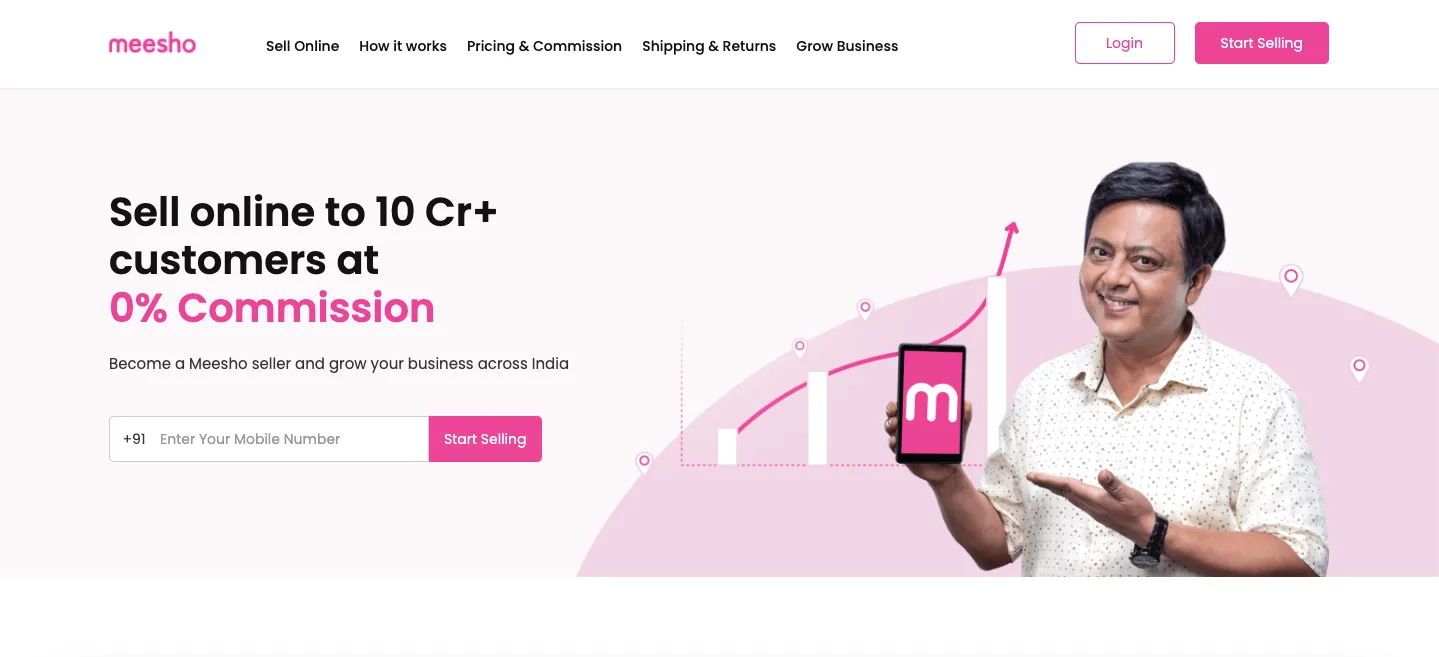 meesho
Sell Online
How it works
Pricing & Commission
Shipping & Returns
Grow Business
Login
Start Selling
Sell online to 10 Cr+
customers at
0% Commission
Become a Meesho seller and grow your business across India
+91 Enter Your Mobile Number
Start Selling
m